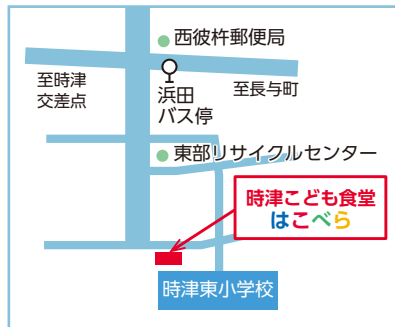 西彼杵郵便局
至時津
交差点
浜田
バス停
至長与町
東部リサイクルセンター
時津こども食堂
はこべら
時津東小学校